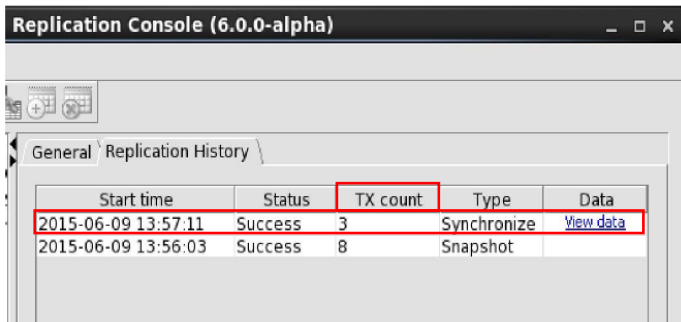 Replication Console (6.0.0-alpha)
General Replication History
Start time Status TX count Type Data
2015-06-09 13:57:11 Success 3 Synchronize View data
2015-06-09 13:56:03 Success 8 Snapshot